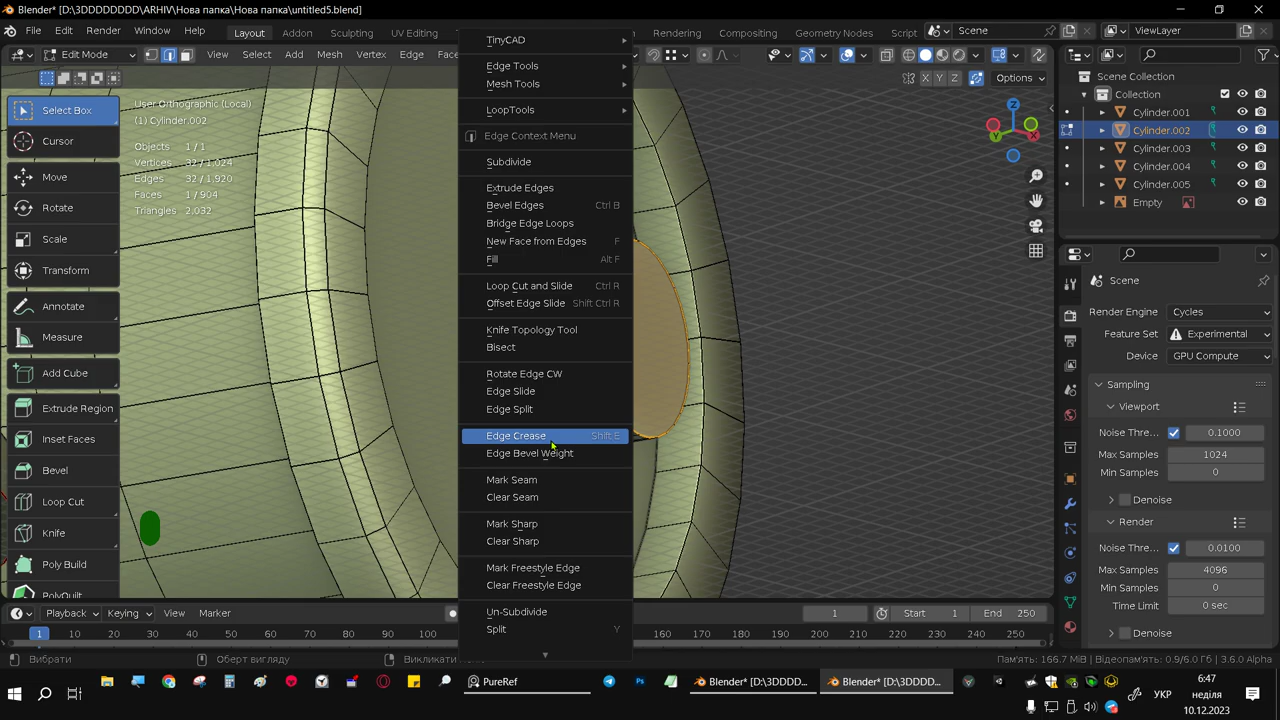 Blender* [D:\3DDDDDDDD\ARHIV\Нова папка\Нова папка\untitled5.blend]
File Edit Render Window Help Layout Addon Sculpting UV Editing Rendering Compositing Geometry Nodes Script Scene ViewLayer
Edit Mode View Select Add Mesh Vertex Edge Face
X Y Z Options
Select Box
Cursor
Move
Rotate
Scale
Transform
Annotate
Measure
Add Cube
Extrude Region
Inset Faces
Bevel
Loop Cut
Knife
Poly Build
PolyQuilt
User Orthographic (Local)
(1) Cylinder.002
Objects 1/1
Vertices 32/1,024
Edges 32/1,920
Faces 1/904
Triangles 2,032
TinyCAD
Edge Tools
Mesh Tools
LoopTools
Edge Context Menu
Subdivide
Extrude Edges
Bevel Edges Ctrl B
Bridge Edge Loops
New Face from Edges F
Fill Alt F
Loop Cut and Slide Ctrl R
Offset Edge Slide Shift Ctrl R
Knife Topology Tool
Bisect
Rotate Edge CW
Edge Slide
Edge Split
Edge Crease Shift E
Edge Bevel Weight
Mark Seam
Clear Seam
Mark Sharp
Clear Sharp
Mark Freestyle Edge
Clear Freestyle Edge
Un-Subdivide
Split Y
Z
X
Y
Scene Collection
Collection
Cylinder.001
Cylinder.002
Cylinder.003
Cylinder.004
Cylinder.005
Empty
Scene
Render Engine Cycles
Feature Set Experimental
Device GPU Compute
Sampling
Viewport
Noise Thre... 0.1000
Max Samples 1024
Min Samples 0
Denoise
Render
Noise Thre... 0.0100
Max Samples 4096
Min Samples 0
Time Limit 0 sec
Denoise
Playback Keying View Marker 1 Start 1 End 250
1 10 20 30 40 50 60 70 80 90 100 160 170 180 190 200 210 220 230 240 250
Вибрати Оберт вигляду Викликати Пам'ять: 166.7 MiB | Відеопам'ять: 0.9/6.0 Гі Б | 3.6.0 Alpha
PureRef Blender* [D:\3DDDD... Blender* [D:\3DDDD...
УКР
6:47
неділя
10.12.2023